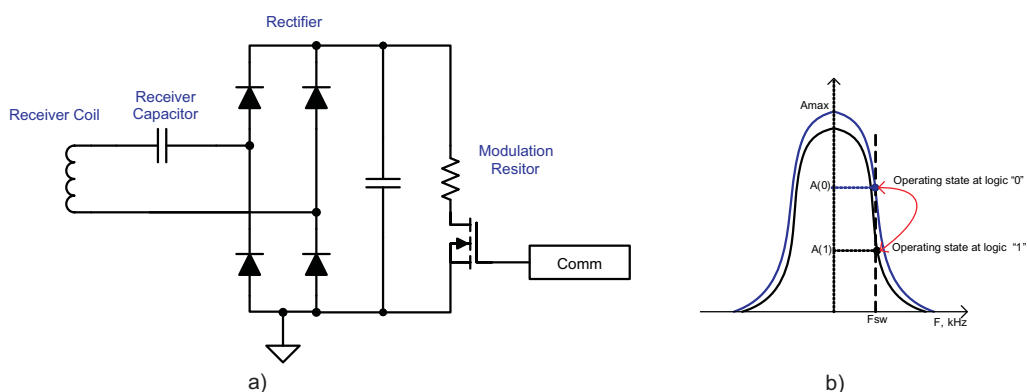 Rectifier
Receiver
Capacitor
Receiver Coil
Modulation
Resitor
Comm
a)
Amax
A(0)
Operating state at logic “0”
A(1)
Operating state at logic “1”
Fsw
F, kHz
b)